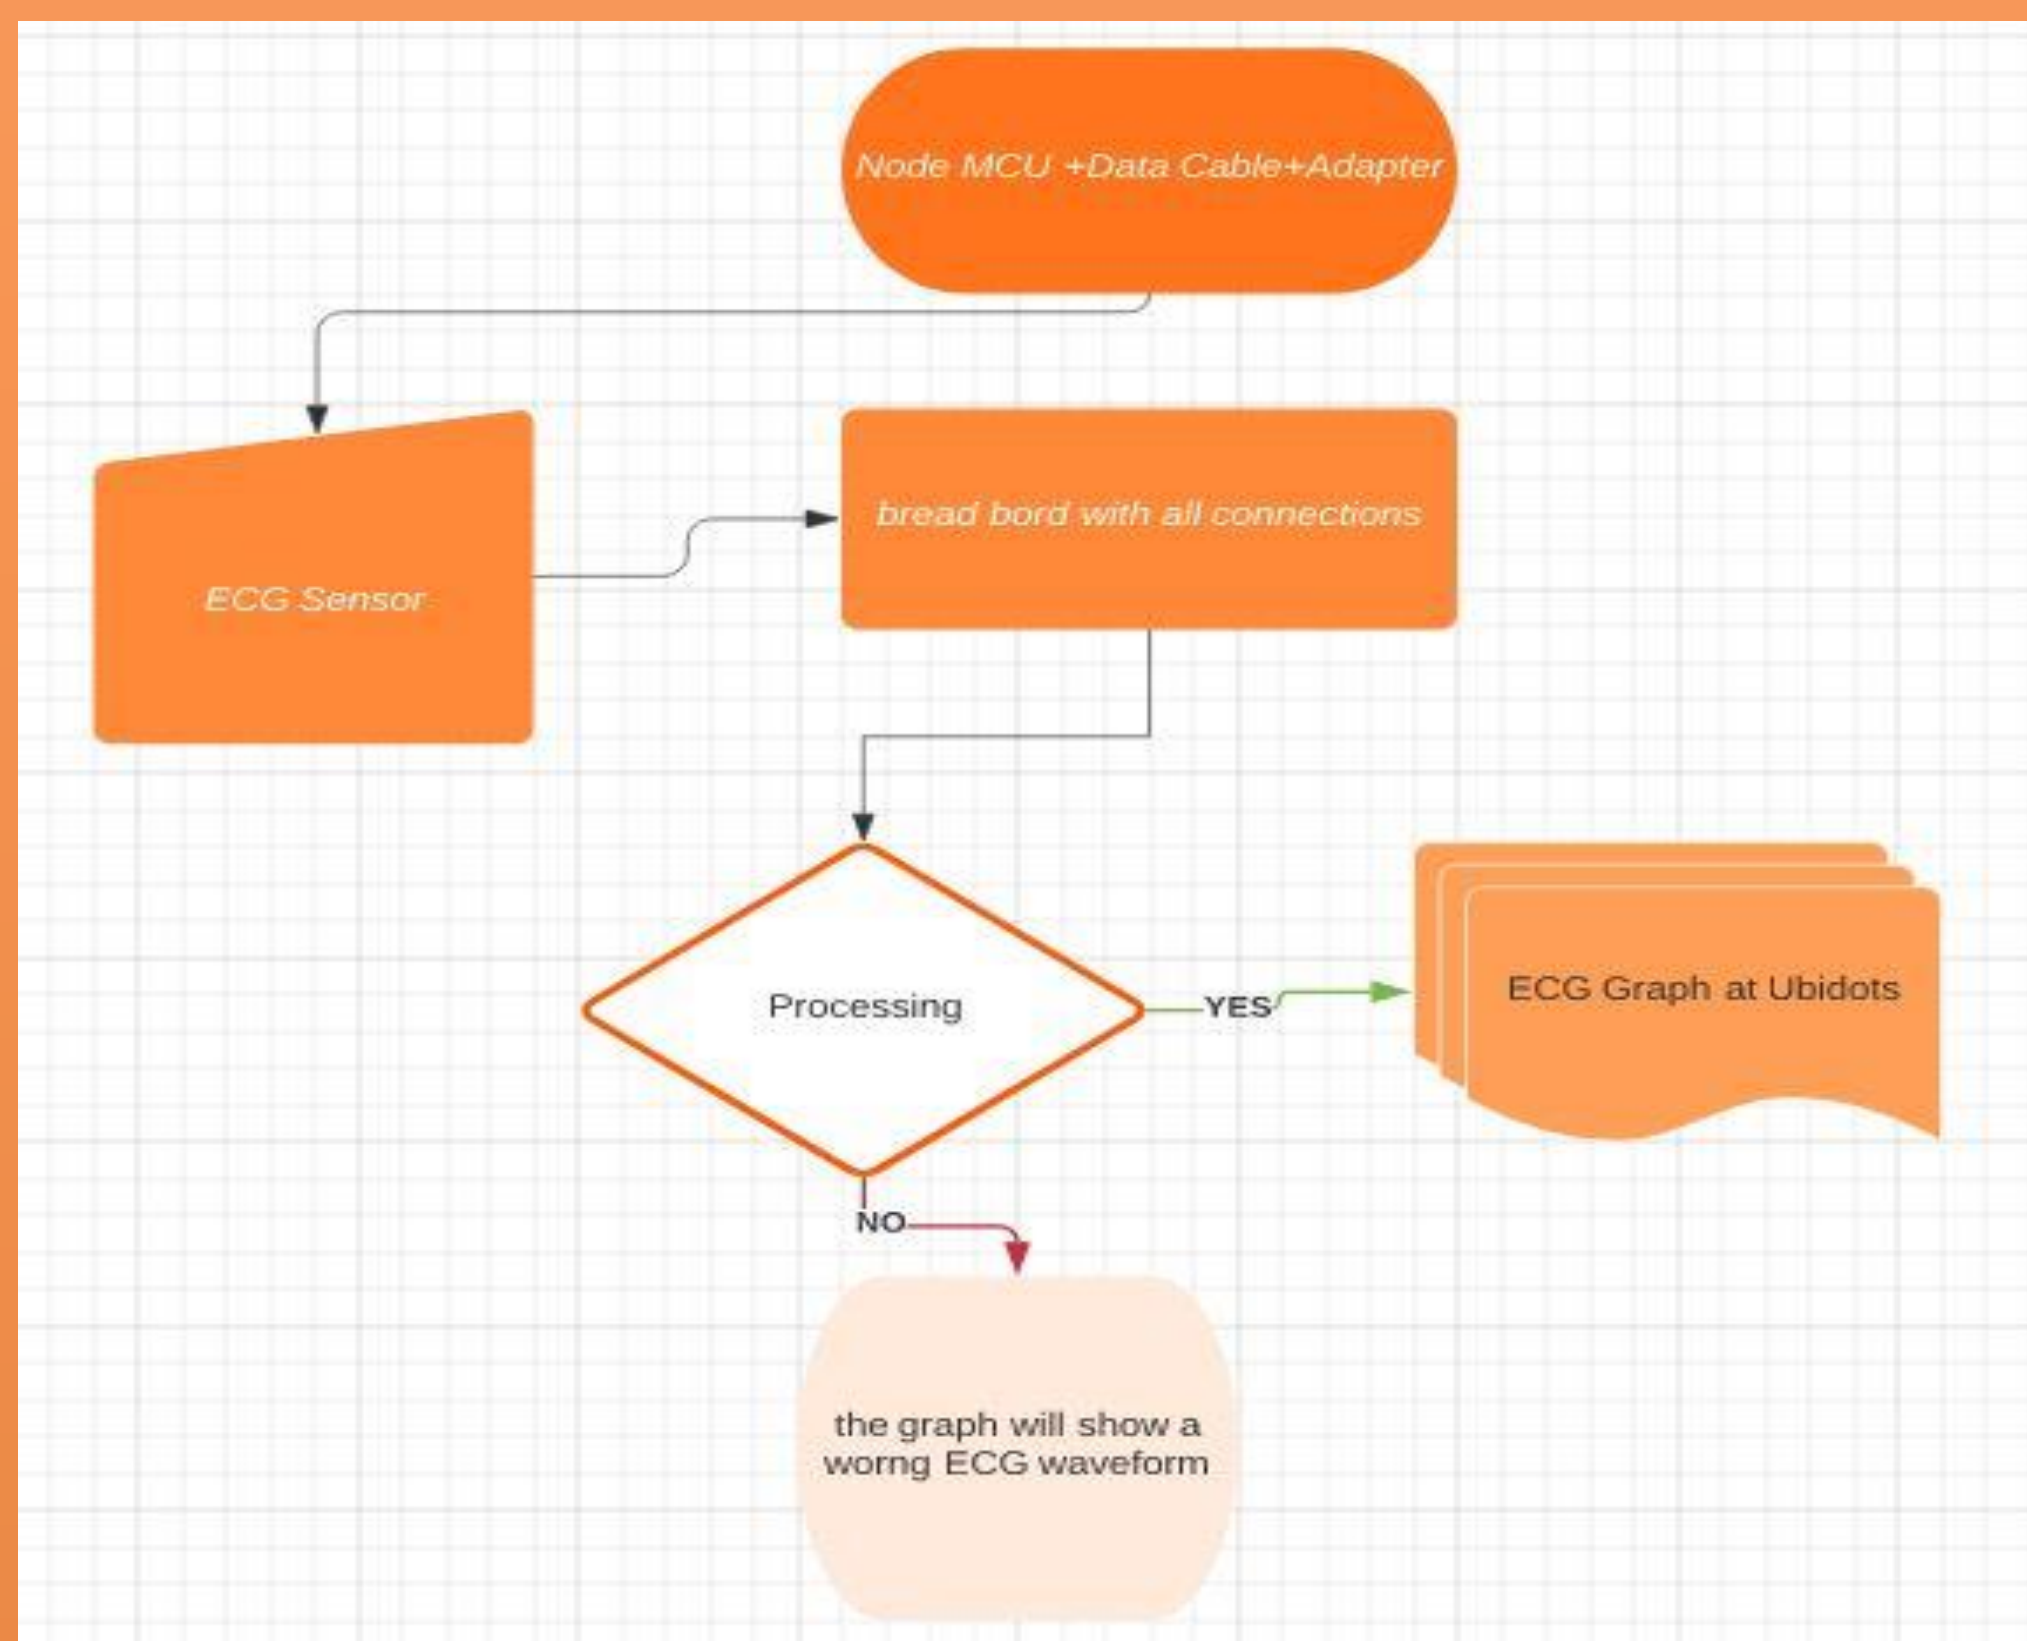 Node MCU +Data Cable+Adapter
ECG Sensor
bread bord with all connections
Processing
YES
ECG Graph at Ubidots
NO
the graph will show a
worng ECG waveform